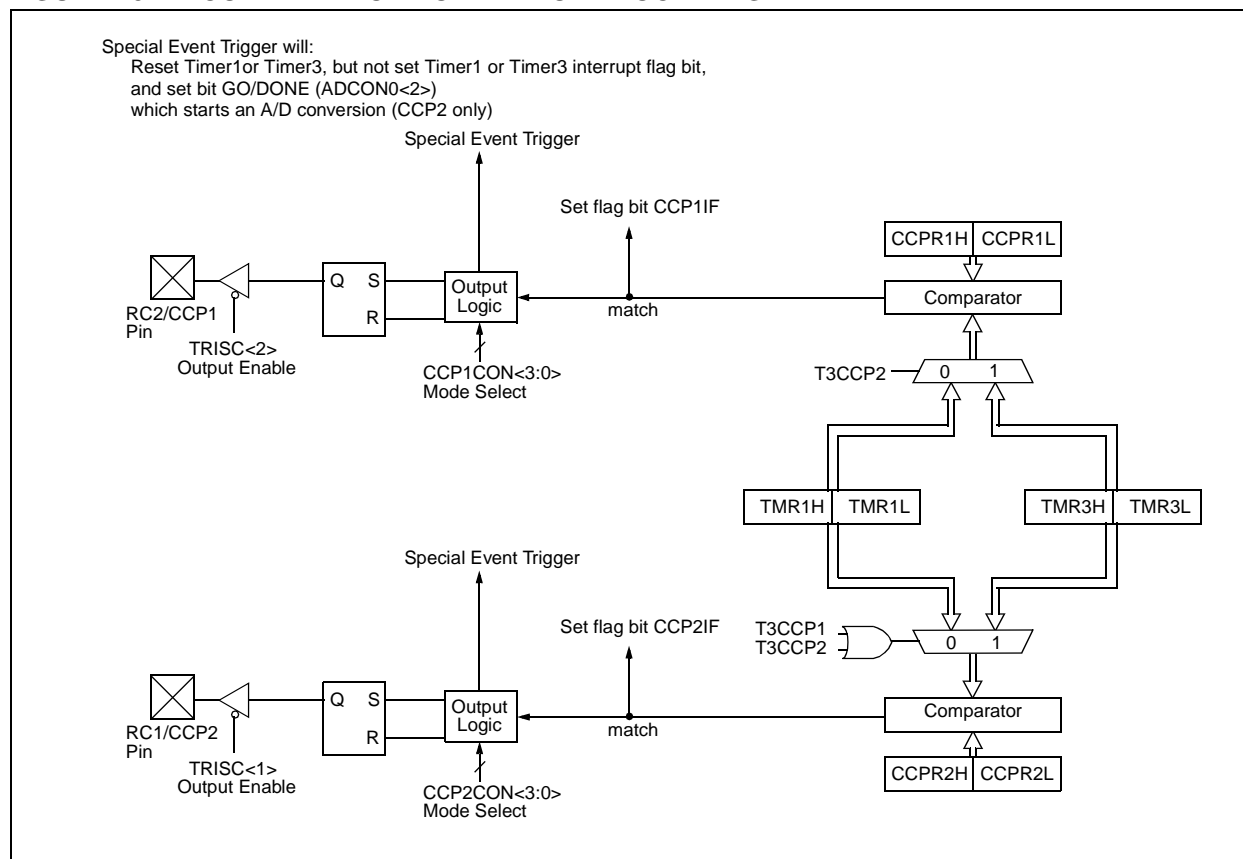 Special Event Trigger will:
Reset Timer1or Timer3, but not set Timer1 or Timer3 interrupt flag bit,
and set bit GO/DONE (ADCON0<2>)
which starts an A/D conversion (CCP2 only)
Special Event Trigger
Set flag bit CCP1IF
CCPR1H CCPR1L
Q S
R
Output
Logic
Comparator
RC2/CCP1
Pin
match
TRISC<2>
Output Enable
CCP1CON<3:0>
Mode Select
T3CCP2
0 1
TMR1H TMR1L
TMR3H TMR3L
Special Event Trigger
Set flag bit CCP2IF
T3CCP1
T3CCP2
0 1
Q S
R
Output
Logic
Comparator
RC1/CCP2
Pin
match
TRISC<1>
Output Enable
CCP2CON<3:0>
Mode Select
CCPR2H CCPR2L